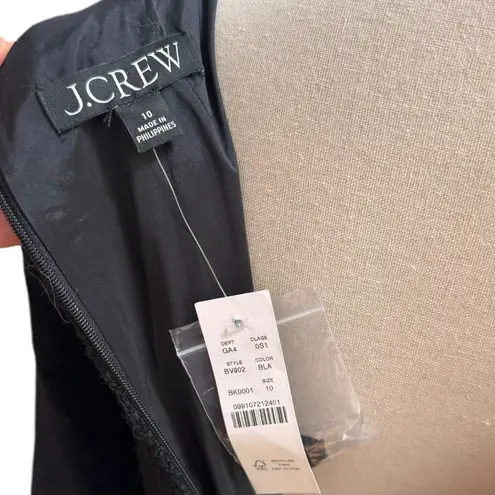 J.CREW
10
MADE IN
PHILIPPINES
DEPT CLASS
GA4 0S1
STYLE COLOR
BV902 BLA
SIZE
BK0001 10
099107212401